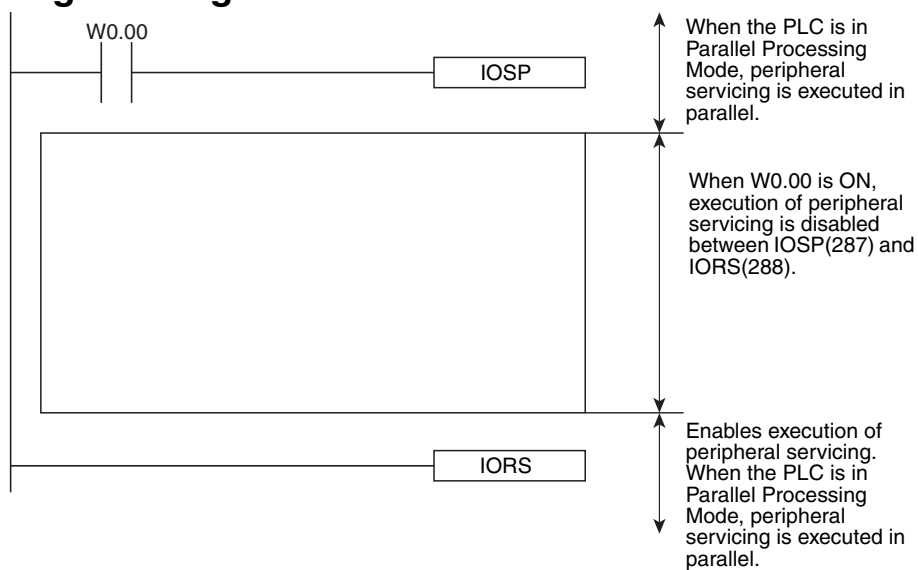 W0.00
IOSP
When the PLC is in
Parallel Processing
Mode, peripheral
servicing is executed in
parallel.
When W0.00 is ON,
execution of peripheral
servicing is disabled
between IOSP(287) and
IORS(288).
IORS
Enables execution of
peripheral servicing.
When the PLC is in
Parallel Processing
Mode, peripheral
servicing is executed in
parallel.